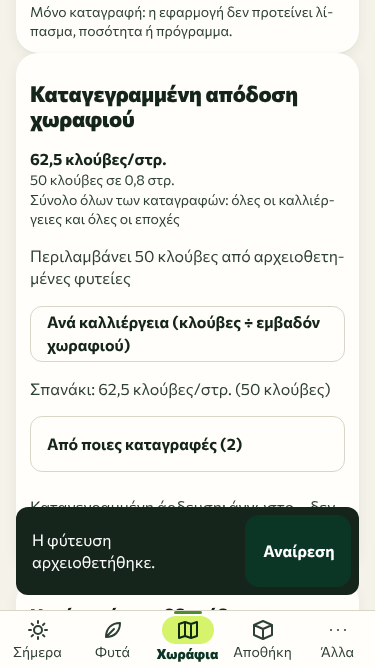 Μόνο καταγραφή: η εφαρμογή δεν προτείνει λί-
πασμα, ποσότητα ή πρόγραμμα.
Καταγεγραμμένη απόδοση
χωραφιού
62,5 κλούβες/στρ.
50 κλούβες σε 0,8 στρ.
Σύνολο όλων των καταγραφών: όλες οι καλλιέρ-
γειες και όλες οι εποχές
Περιλαμβάνει 50 κλούβες από αρχειοθετη-
μένες φυτείες
Ανά καλλιέργεια (κλούβες ÷ εμβαδόν
χωραφιού)
Σπανάκι: 62,5 κλούβες/στρ. (50 κλούβες)
Από ποιες καταγραφές (2)
Η φύτευση
αρχειοθετήθηκε.
Αναίρεση
Σήμερα
Φυτά
Χωράφια
Αποθήκη
Άλλα